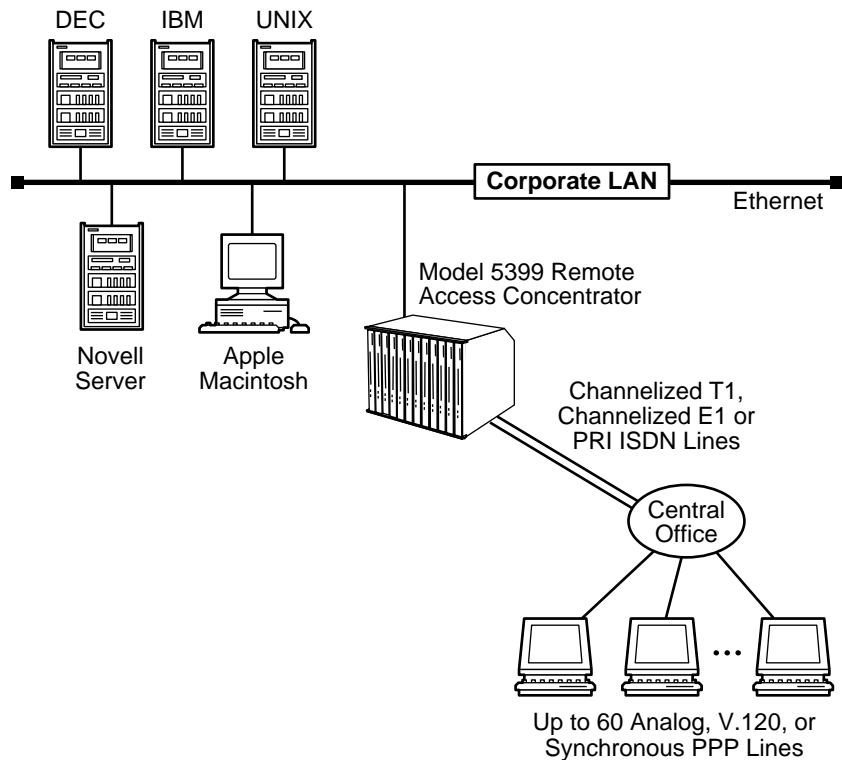 DEC IBM UNIX
Corporate LAN
Ethernet
Novell
Server
Apple
Macintosh
Model 5399 Remote
Access Concentrator
Channelized T1,
Channelized E1 or
PRI ISDN Lines
Central
Office
...
Up to 60 Analog, V.120, or
Synchronous PPP Lines